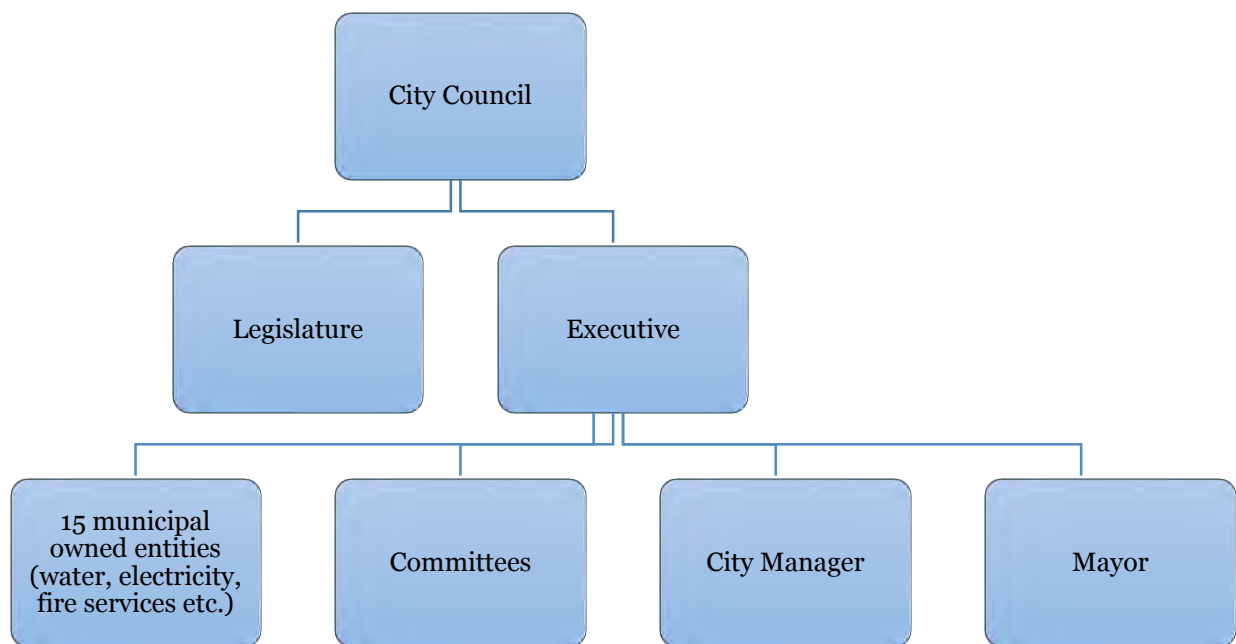 City Council
Legislature
Executive
15 municipal
owned entities
(water, electricity,
fire services etc.)
Committees
City Manager
Mayor